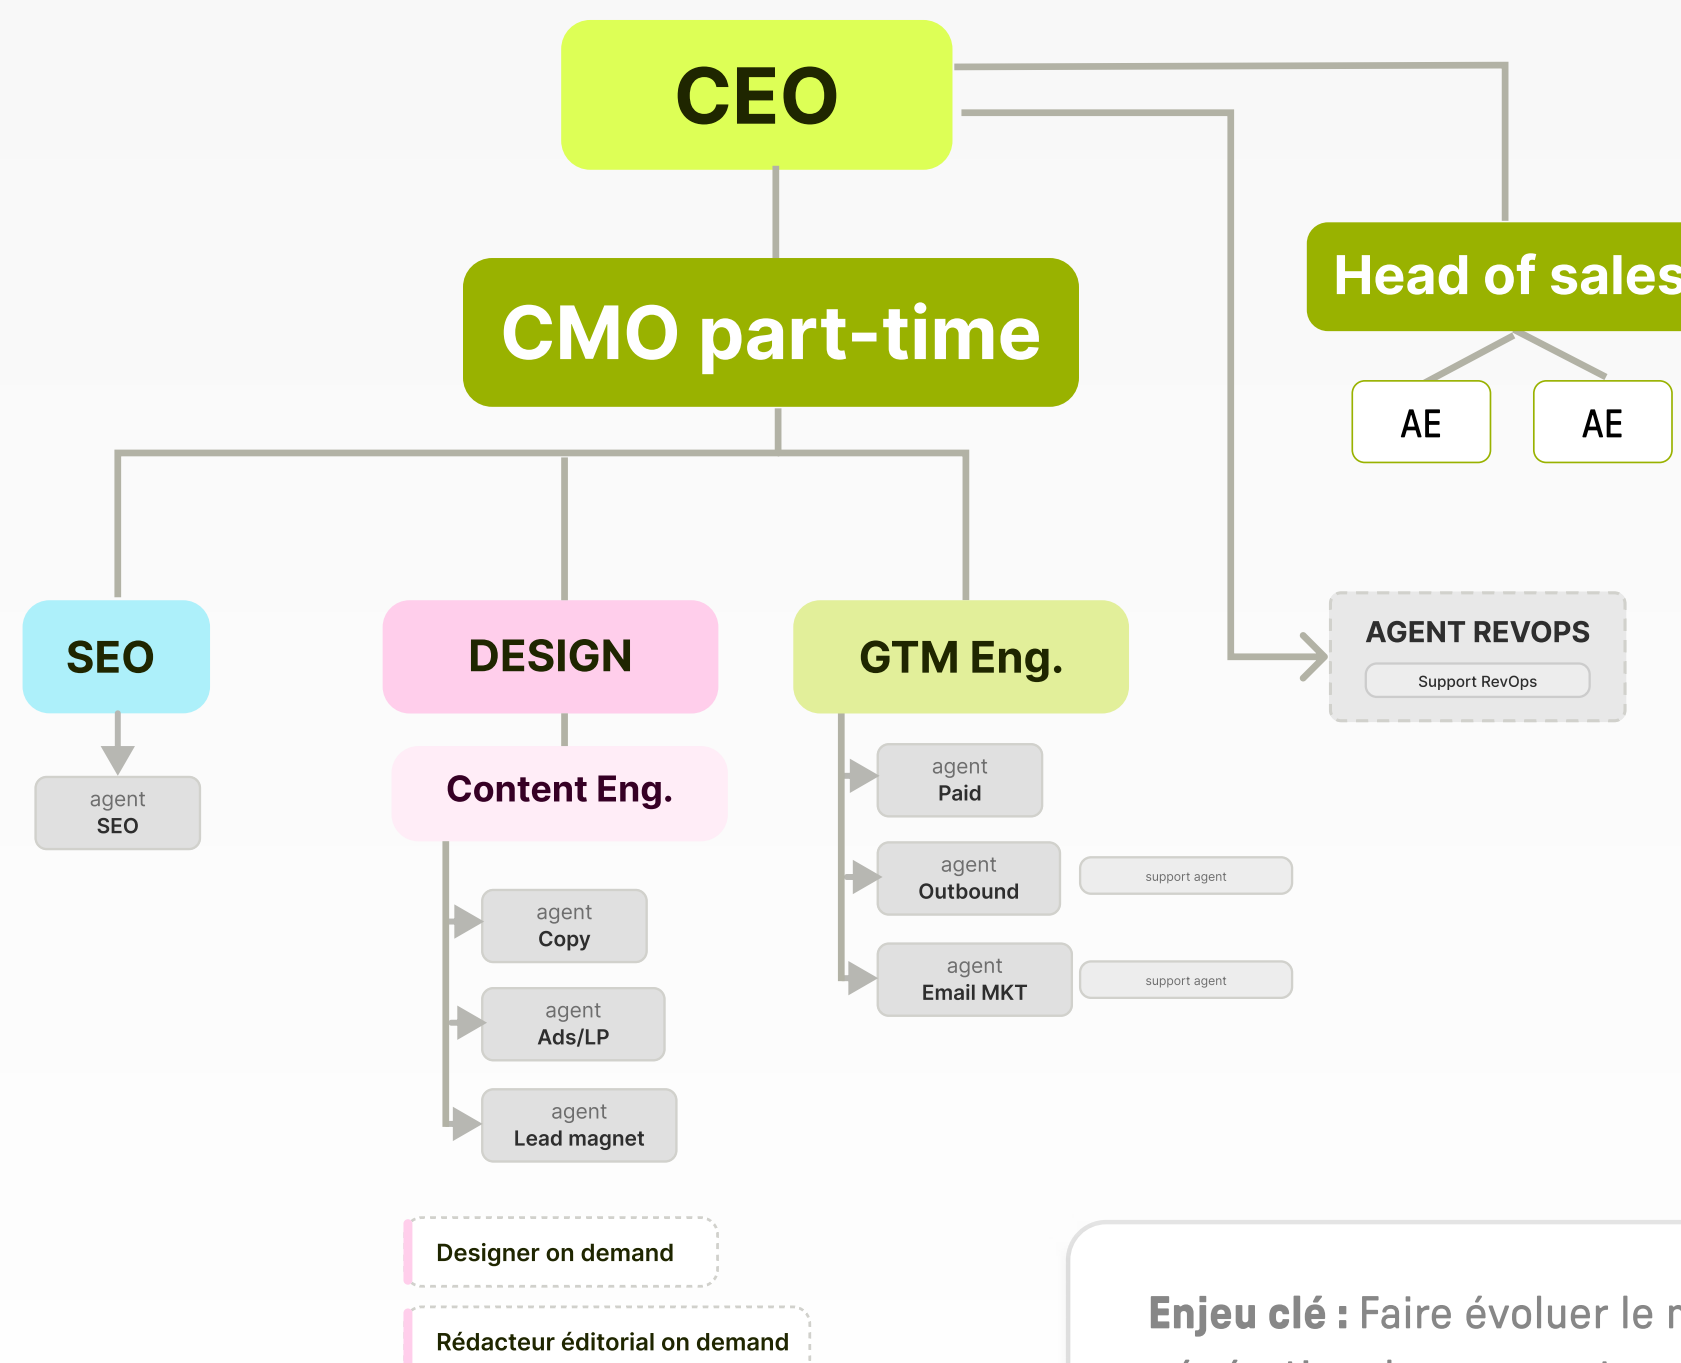 CEO
CMO part-time
Head of sales
AE
AE
SEO
DESIGN
GTM Eng.
AGENT REVOPS
Support RevOps
agent
SEO
Content Eng.
agent
Copy
agent
Ads/LP
agent
Lead magnet
agent
Paid
agent
Outbound
support agent
agent
Email MKT
support agent
Designer on demand
Rédacteur éditorial on demand
Enjeu clé : Faire évoluer le